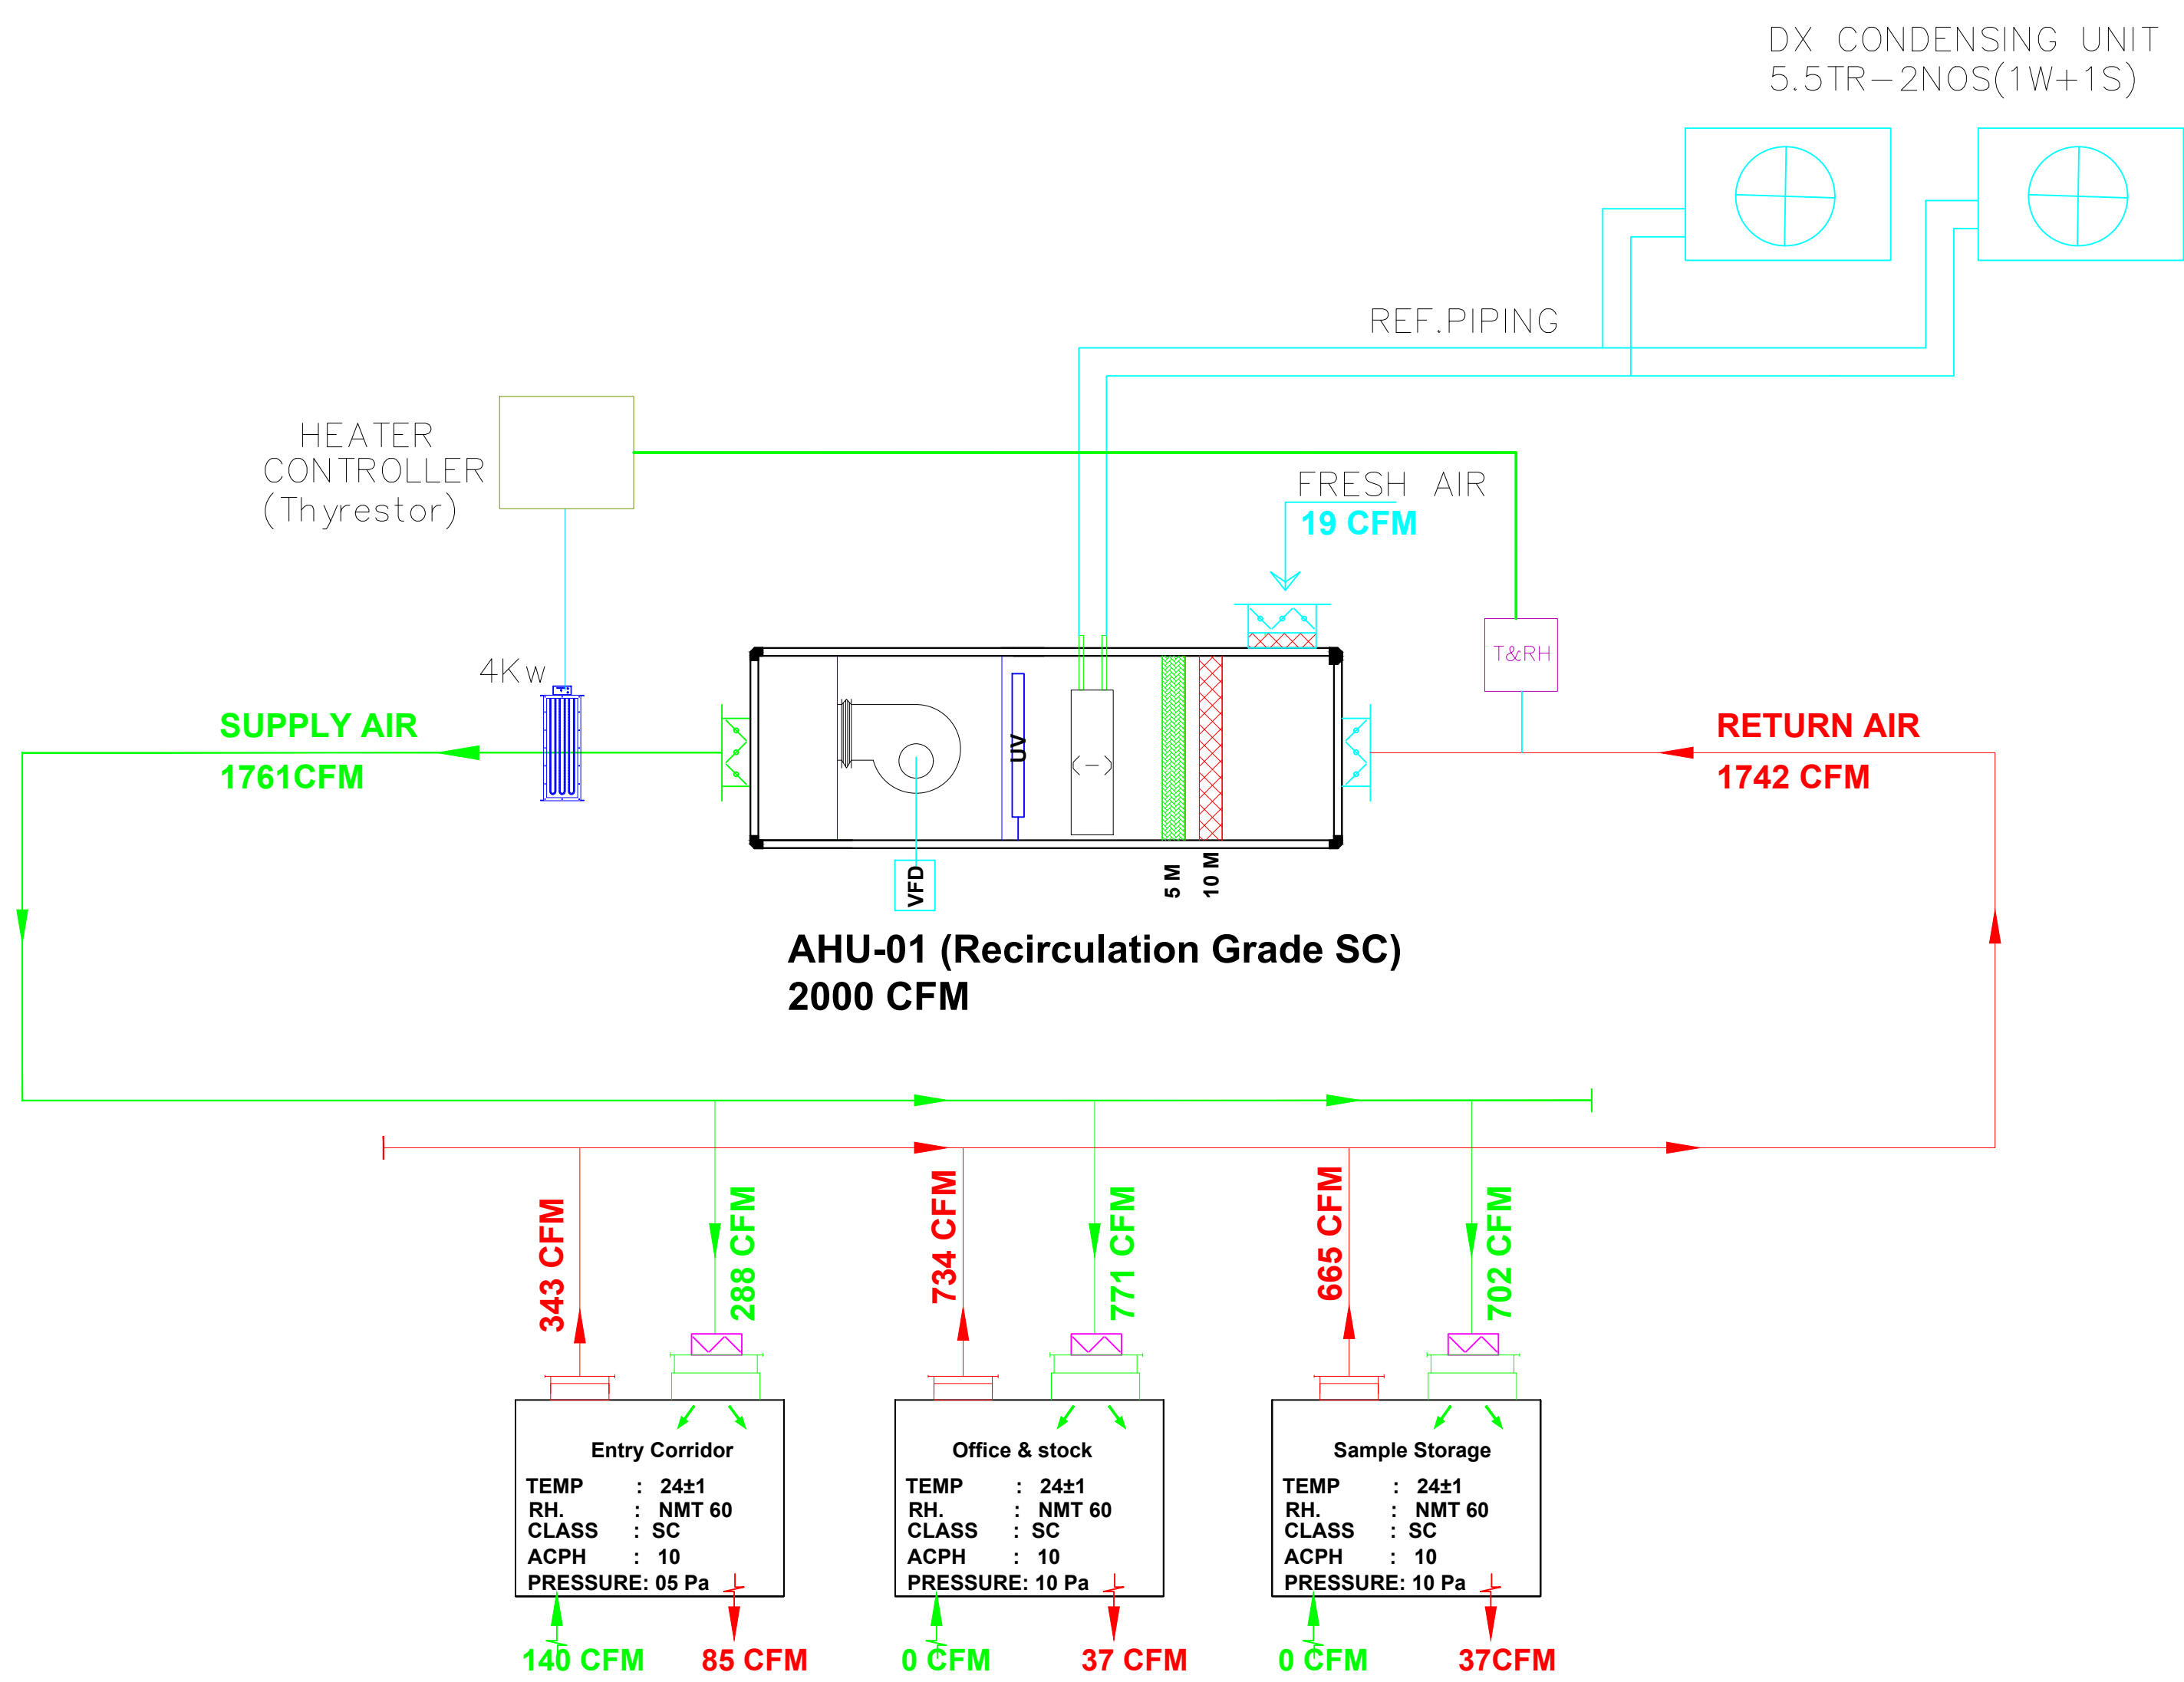 DX CONDENSING UNIT
5.5TR-2NOS(1W+1S)
REF.PIPING
HEATER
CONTROLLER
(Thyrestor)
FRESH AIR
19 CFM
T&RH
4Kw
SUPPLY AIR
1761CFM
UV
RETURN AIR
1742 CFM
VFD
5 M
10 M
AHU-01 (Recirculation Grade SC)
2000 CFM
343 CFM
288 CFM
734 CFM
771 CFM
665 CFM
702 CFM
Entry Corridor
TEMP : 24±1
RH. : NMT 60
CLASS : SC
ACPH : 10
PRESSURE: 05 Pa
140 CFM
85 CFM
Office & stock
TEMP : 24±1
RH. : NMT 60
CLASS : SC
ACPH : 10
PRESSURE: 10 Pa
0 CFM
37 CFM
Sample Storage
TEMP : 24±1
RH. : NMT 60
CLASS : SC
ACPH : 10
PRESSURE: 10 Pa
0 CFM
37CFM